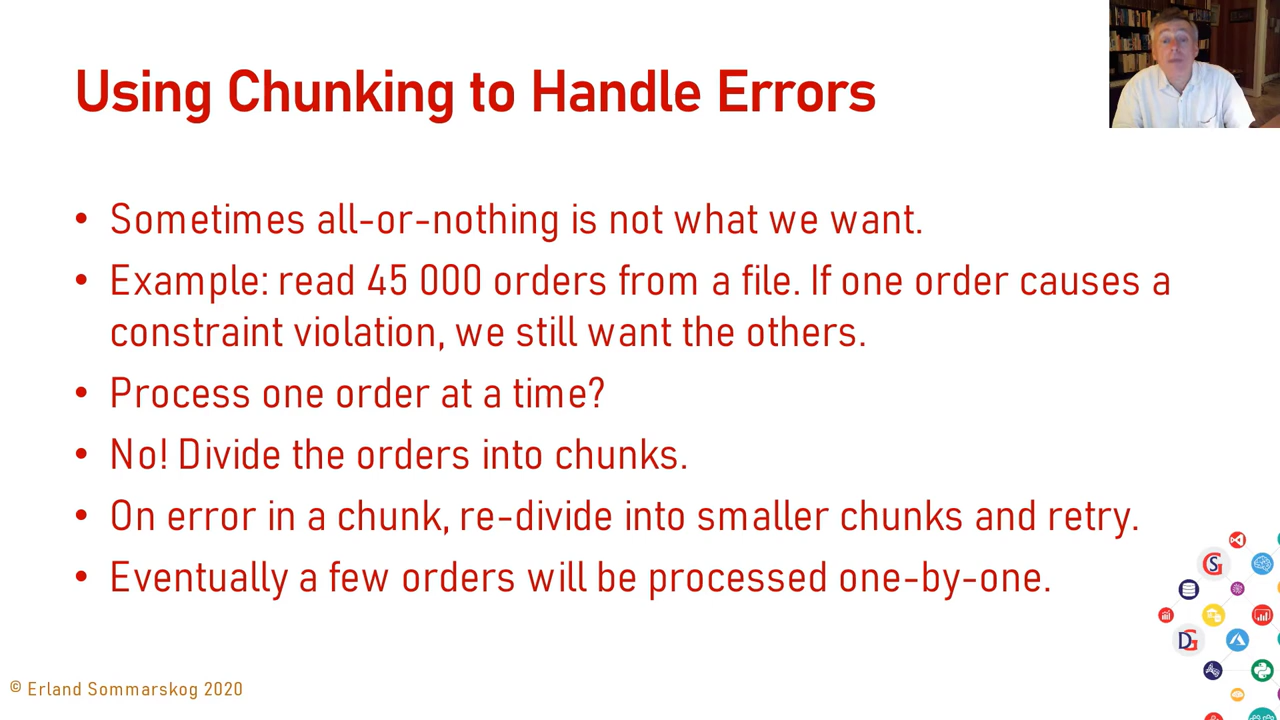 Using Chunking to Handle Errors
• Sometimes all-or-nothing is not what we want.
• Example: read 45 000 orders from a file. If one order causes a
constraint violation, we still want the others.
• Process one order at a time?
• No! Divide the orders into chunks.
• On error in a chunk, re-divide into smaller chunks and retry.
• Eventually a few orders will be processed one-by-one.
SG
DG
© Erland Sommarskog 2020